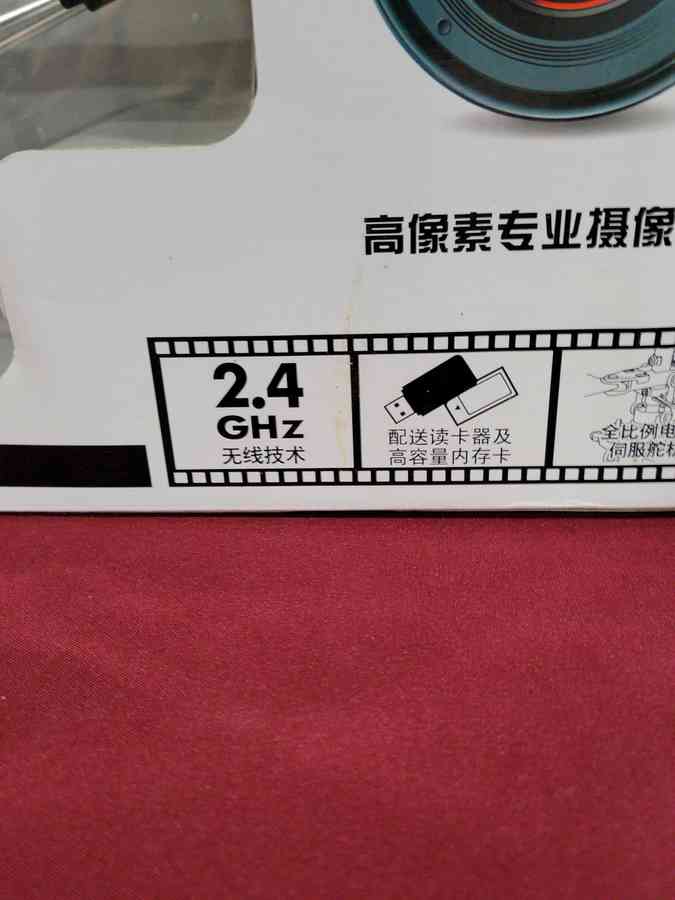 高像素专业摄像
2.4
GHz
无线技术
配送读卡器及
高容量内存卡
全比例电
伺服舵机